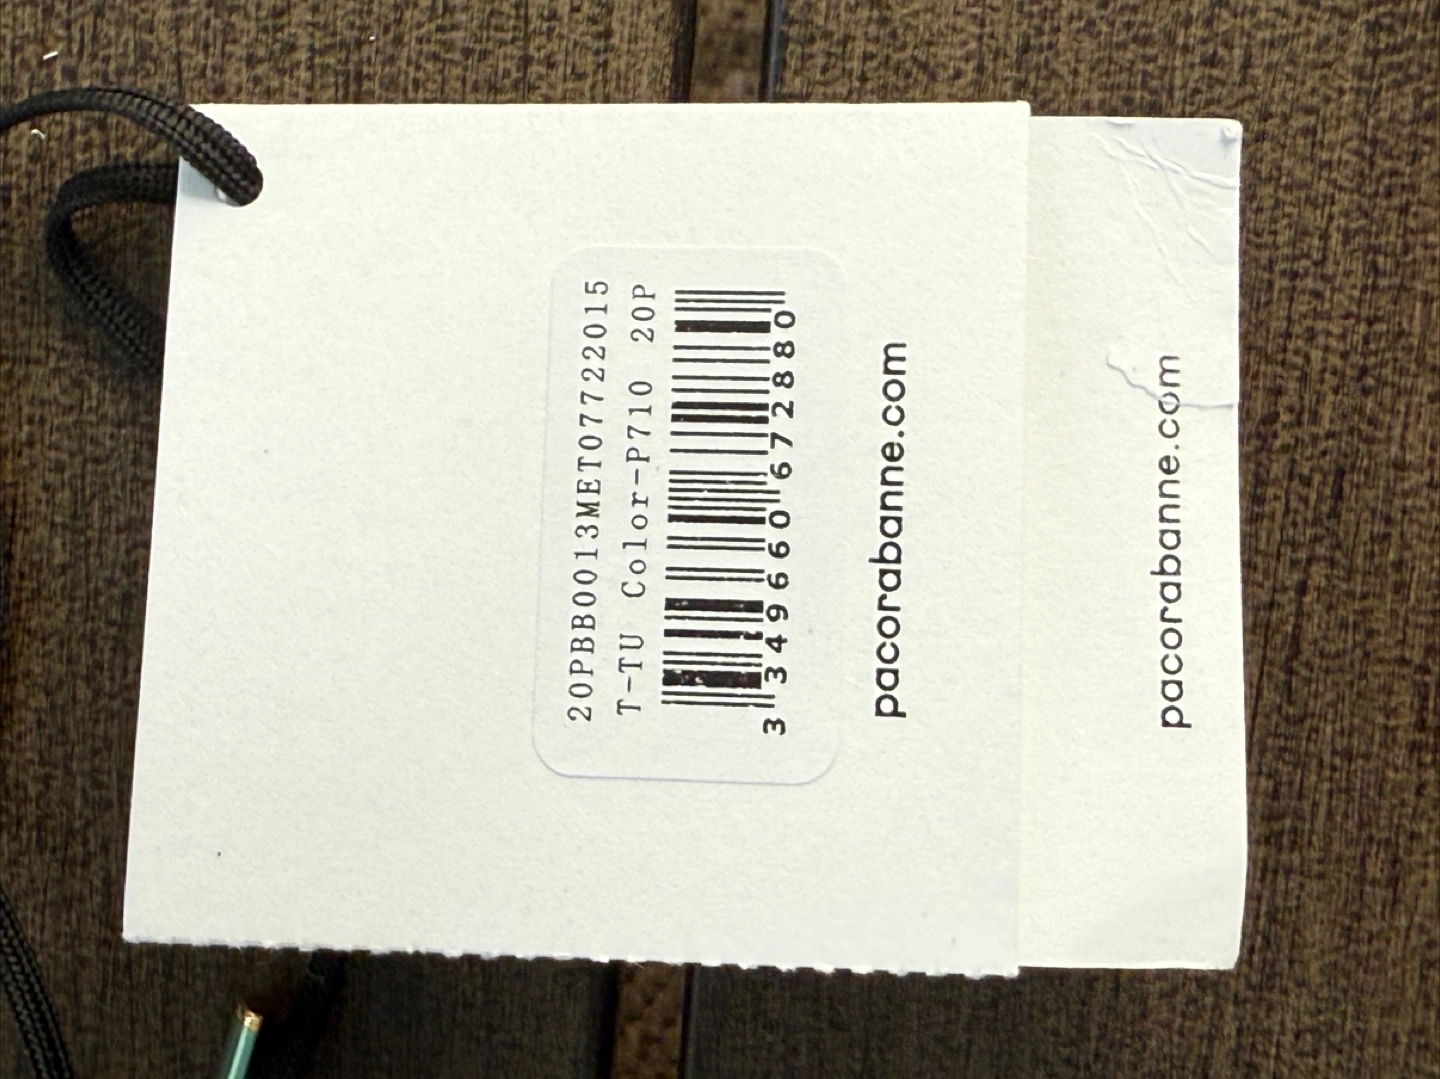 20PBB0013MET07722015
T-TU Color-P710 20P
3 349660 672880
pacorabanne.com
pacorabanne.com